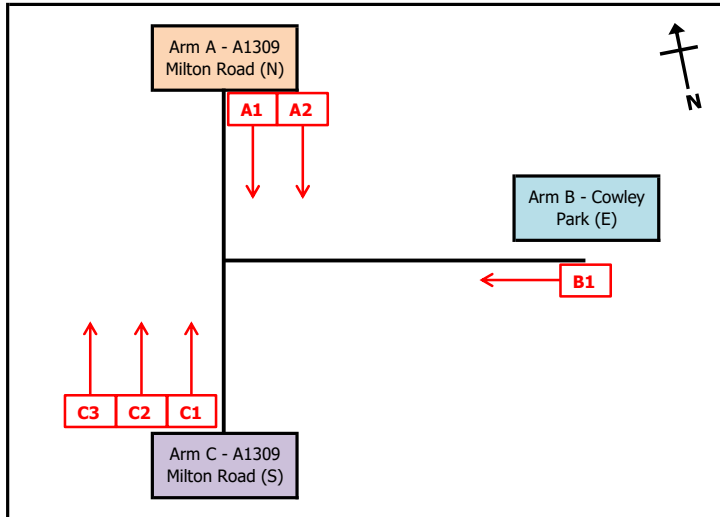 Arm A - A1309
Milton Road (N)
A1 A2
N
Arm B - Cowley
Park (E)
B1
C3 C2 C1
Arm C - A1309
Milton Road (S)